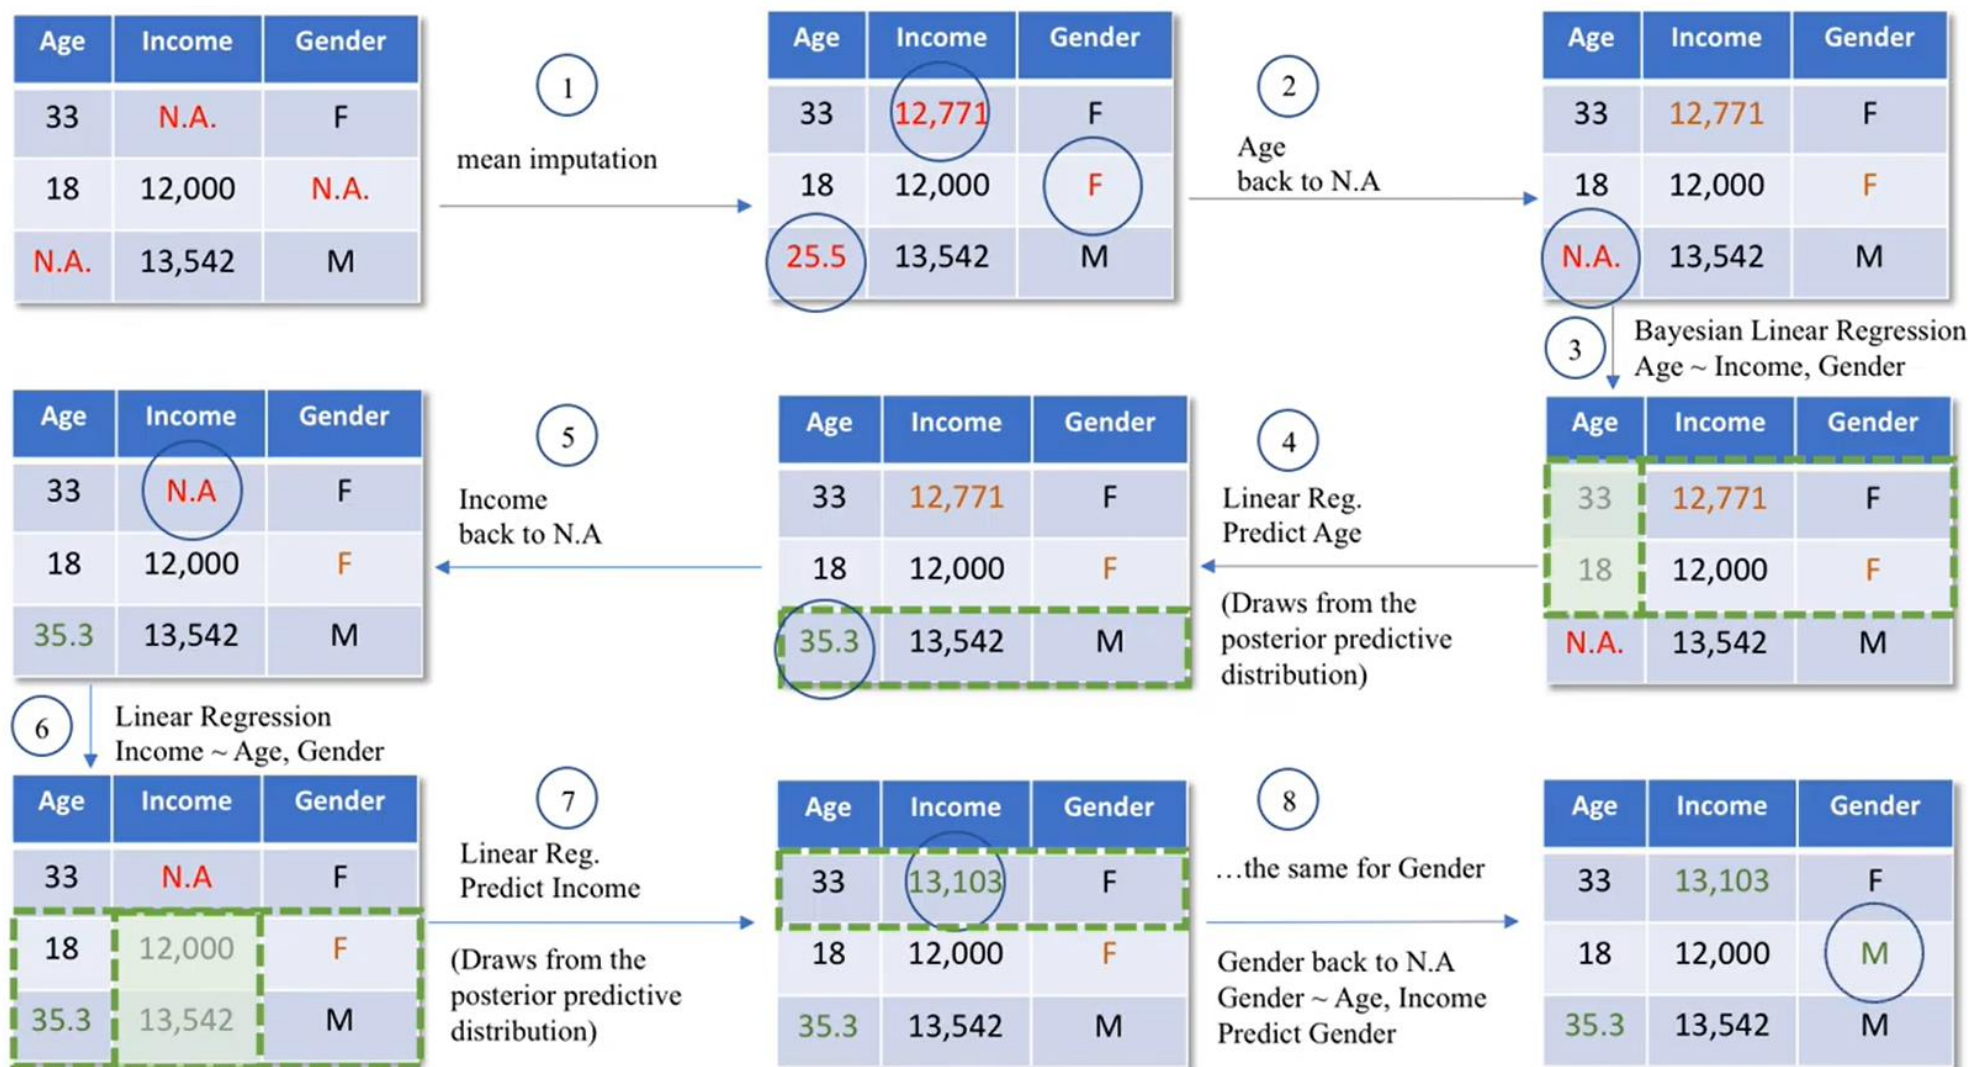 Age Income Gender
33 N.A. F
18 12,000 N.A.
N.A. 13,542 M
1
mean imputation
Age Income Gender
33 12,771 F
18 12,000 F
25.5 13,542 M
2
Age
back to N.A
Age Income Gender
33 12,771 F
18 12,000 F
N.A. 13,542 M
3
Bayesian Linear Regression
Age ~ Income, Gender
Age Income Gender
33 12,771 F
18 12,000 F
N.A. 13,542 M
4
Linear Reg.
Predict Age
(Draws from the
posterior predictive
distribution)
Age Income Gender
33 12,771 F
18 12,000 F
35.3 13,542 M
5
Income
back to N.A
Age Income Gender
33 N.A F
18 12,000 F
35.3 13,542 M
6
Linear Regression
Income ~ Age, Gender
Age Income Gender
33 N.A F
18 12,000 F
35.3 13,542 M
7
Linear Reg.
Predict Income
(Draws from the
posterior predictive
distribution)
Age Income Gender
33 13,103 F
18 12,000 F
35.3 13,542 M
8
...the same for Gender
Gender back to N.A
Gender ~ Age, Income
Predict Gender
Age Income Gender
33 13,103 F
18 12,000 M
35.3 13,542 M